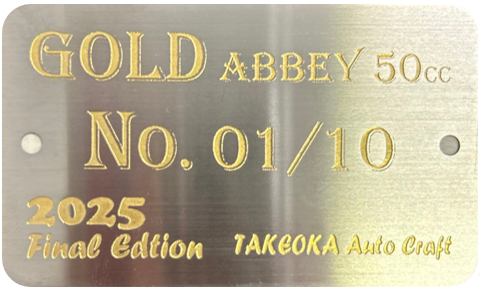 GOLD ABBEY 50cc
No. 01/10
2025
Final Edtion TAKEOKA Auto Craft